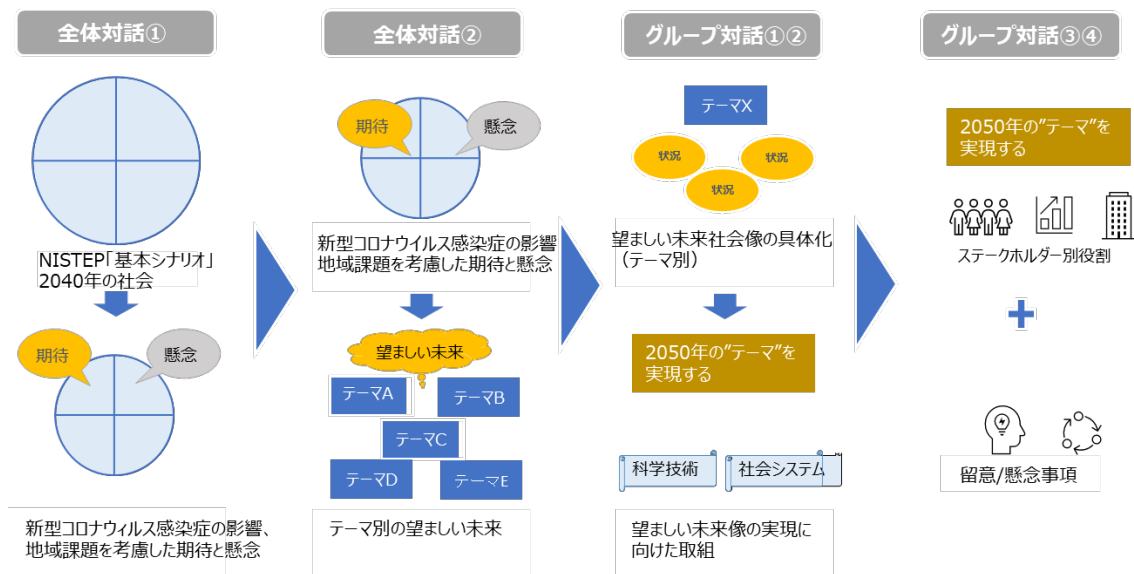 全体対話①
NISTEP「基本シナリオ」
2040年の社会
期待
懸念
新型コロナウィルス感染症の影響、
地域課題を考慮した期待と懸念
全体対話②
期待
懸念
新型コロナウイルス感染症の影響
地域課題を考慮した期待と懸念
望ましい未来
テーマA
テーマB
テーマC
テーマD
テーマE
テーマ別の望ましい未来
グループ対話①②
テーマX
状況
状況
状況
望ましい未来社会像の具体化
（テーマ別）
2050年の”テーマ”を
実現する
科学技術
社会システム
望ましい未来像の実現に
向けた取組
グループ対話③④
2050年の”テーマ”を
実現する
ステークホルダー別役割
留意/懸念事項